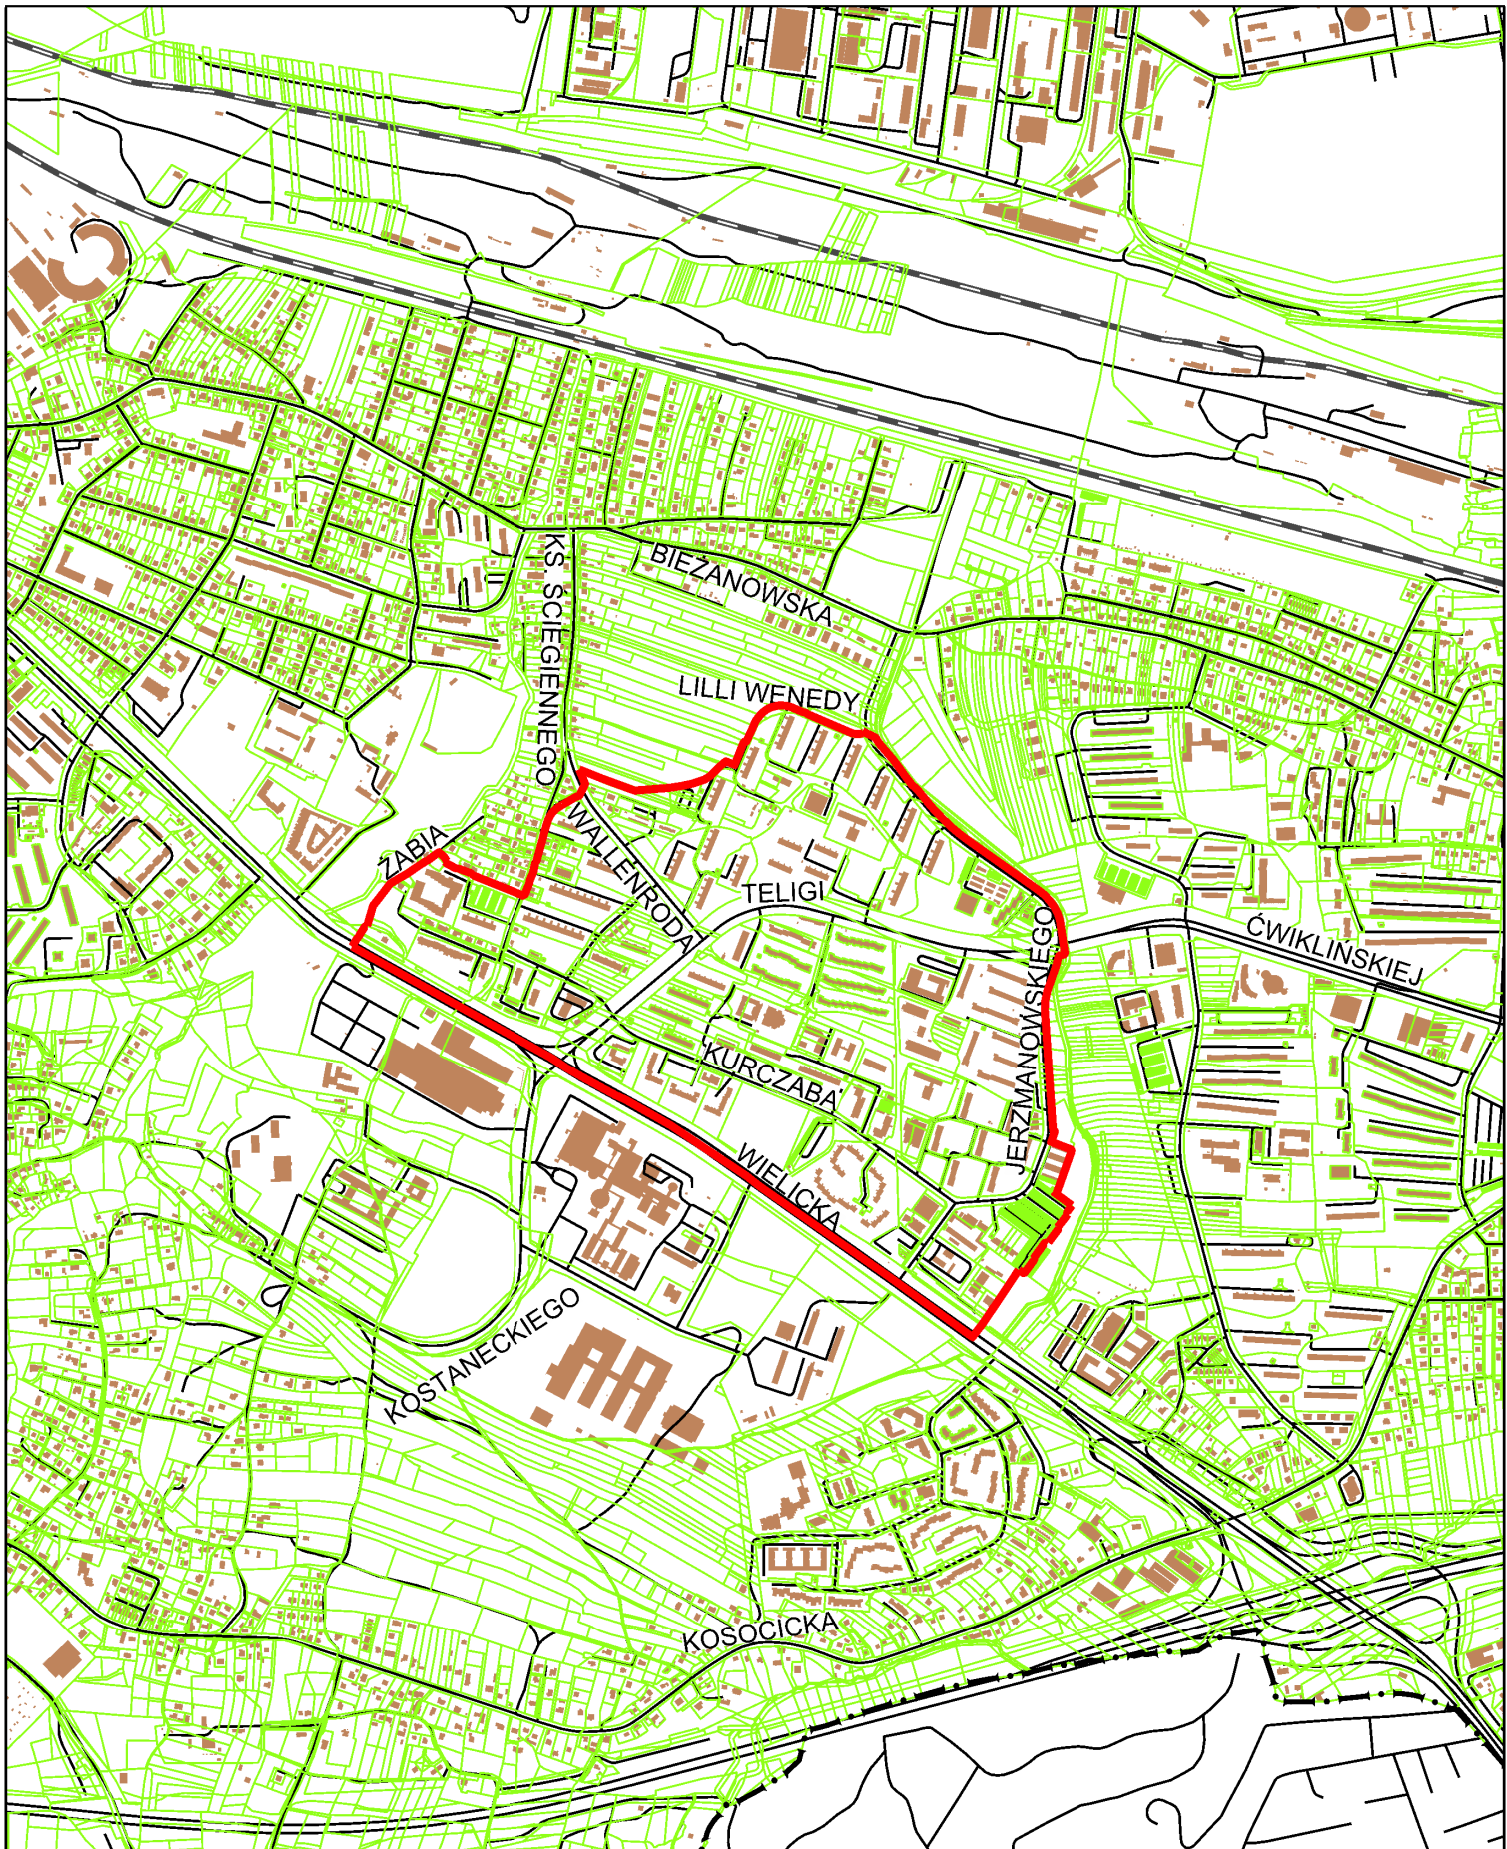 KS. ŚCIEGIENNEGO
BIEŻANOWSKA
LILLI WENEDY
ŻABIA
WALLENRODA
TELIGI
ĆWIKLIŃSKIEJ
JERZMANOWSKIEGO
KURCZABA
WIELICKA
KOSTANECKIEGO
KOSOCICKA